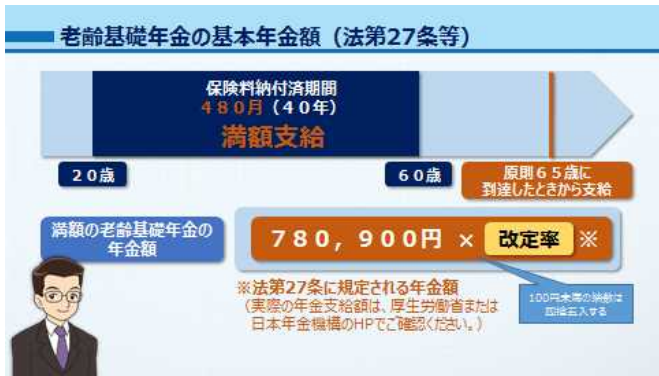 老齢基礎年金の基本年金額（法第27条等）
保険料納付済期間
４８０月（４０年）
満額支給
２０歳
６０歳
原則６５歳に
到達したときから支給
満額の老齢基礎年金の
年金額
７８０，９００円 × 改定率 ※
※法第27条に規定される年金額
（実際の年金支給額は、厚生労働省または
日本年金機構のHPでご確認ください。）
100円未満の端数は
四捨五入する